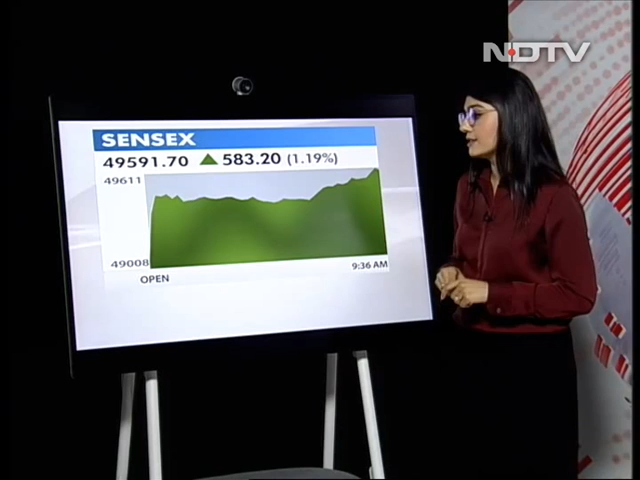 NDTV
SENSEX
49591.70 ▲ 583.20 (1.19%)
49611
49008
OPEN
9:36 AM